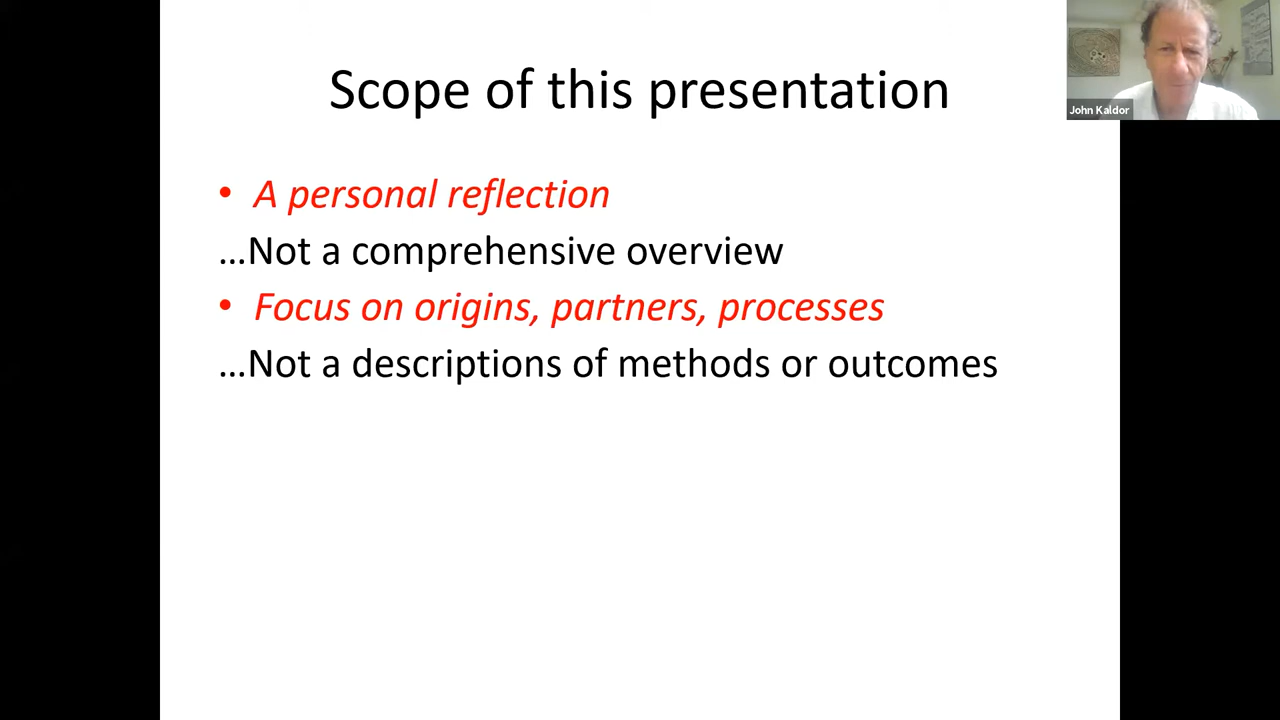 Scope of this presentation
John Kaldor
• A personal reflection
...Not a comprehensive overview
• Focus on origins, partners, processes
...Not a descriptions of methods or outcomes